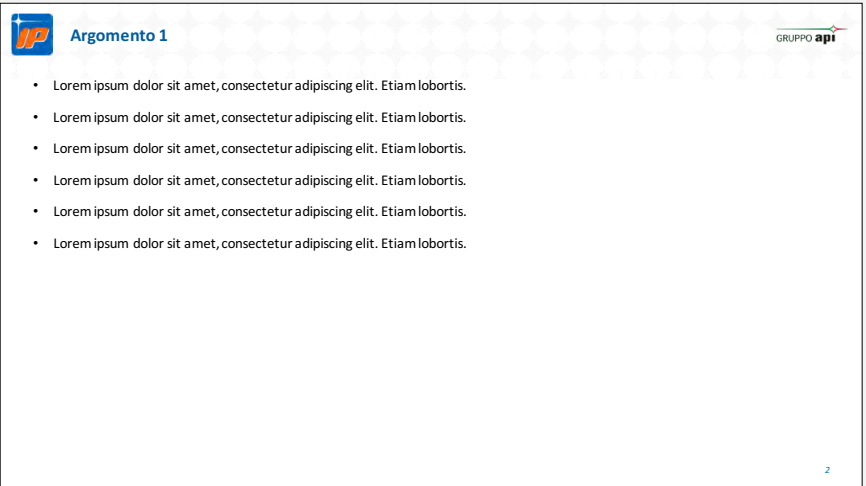 IP
Argomento 1
GRUPPO api
• Lorem ipsum dolor sit amet, consectetur adipiscing elit. Etiam lobortis.
• Lorem ipsum dolor sit amet, consectetur adipiscing elit. Etiam lobortis.
• Lorem ipsum dolor sit amet, consectetur adipiscing elit. Etiam lobortis.
• Lorem ipsum dolor sit amet, consectetur adipiscing elit. Etiam lobortis.
• Lorem ipsum dolor sit amet, consectetur adipiscing elit. Etiam lobortis.
• Lorem ipsum dolor sit amet, consectetur adipiscing elit. Etiam lobortis.
2